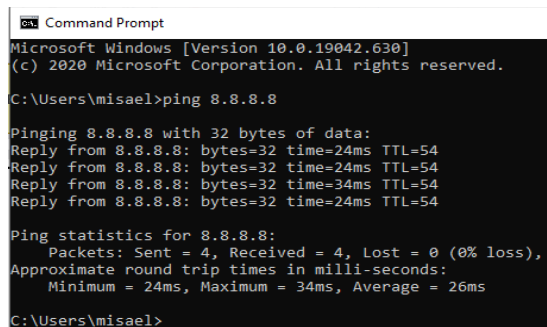 Command Prompt
Microsoft Windows [Version 10.0.19042.630]
(c) 2020 Microsoft Corporation. All rights reserved.
C:\Users\misael>ping 8.8.8.8
Pinging 8.8.8.8 with 32 bytes of data:
Reply from 8.8.8.8: bytes=32 time=24ms TTL=54
Reply from 8.8.8.8: bytes=32 time=24ms TTL=54
Reply from 8.8.8.8: bytes=32 time=34ms TTL=54
Reply from 8.8.8.8: bytes=32 time=24ms TTL=54
Ping statistics for 8.8.8.8:
Packets: Sent = 4, Received = 4, Lost = 0 (0% loss),
Approximate round trip times in milli-seconds:
Minimum = 24ms, Maximum = 34ms, Average = 26ms
C:\Users\misael>